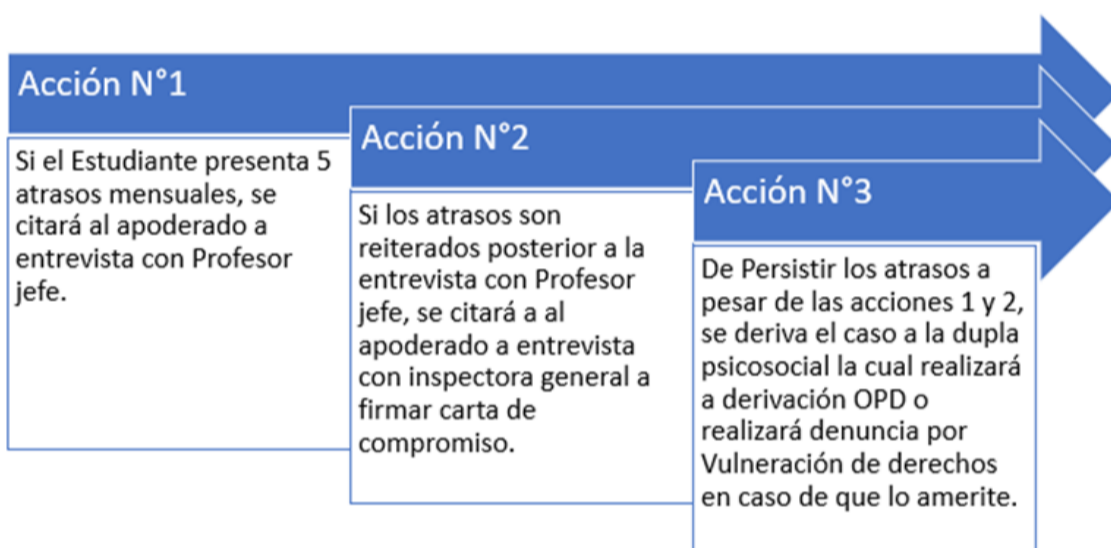 Acción N°1
Si el Estudiante presenta 5
atrasos mensuales, se
citará al apoderado a
entrevista con Profesor
jefe.
Acción N°2
Si los atrasos son
reiterados posterior a la
entrevista con Profesor
jefe, se citará a al
apoderado a entrevista
con inspectora general a
firmar carta de
compromiso.
Acción N°3
De Persistir los atrasos a
pesar de las acciones 1 y 2,
se deriva el caso a la dupla
psicosocial la cual realizará
a derivación OPD o
realizará denuncia por
Vulneración de derechos
en caso de que lo amerite.